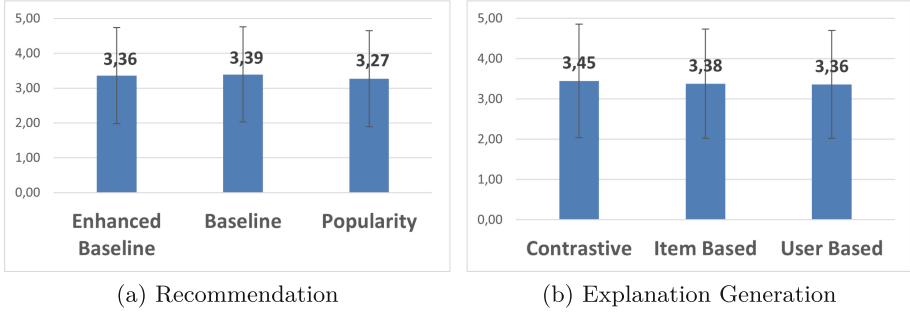 5,00
4,00
3,00
2,00
1,00
0,00
3,36
3,39
3,27
Enhanced Baseline
Baseline
Popularity
(a) Recommendation
5,00
4,00
3,00
2,00
1,00
0,00
3,45
3,38
3,36
Contrastive
Item Based
User Based
(b) Explanation Generation